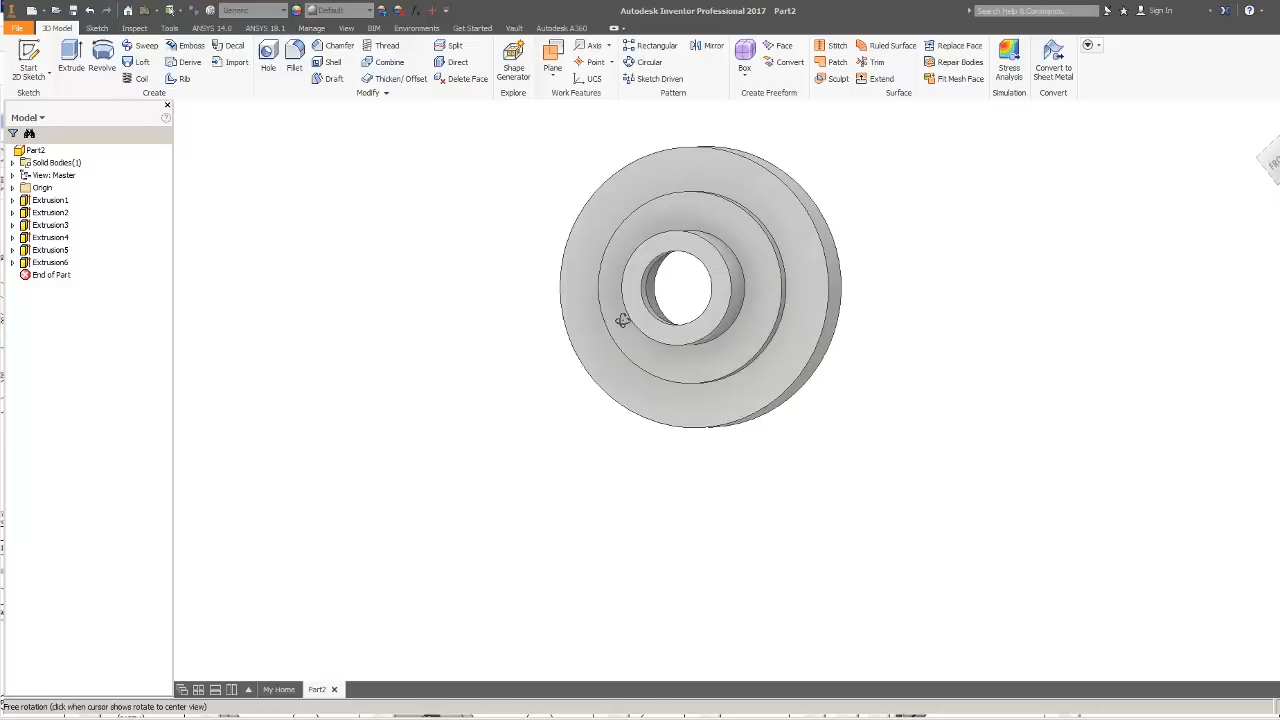 Generic
Default
Autodesk Inventor Professional 2017   Part2
Search Help & Commands...
Sign In
File   3D Model   Sketch   Inspect   Tools   ANSYS 14.0   ANSYS 18.1   Manage   View   BIM   Environments   Get Started   Vault   Autodesk A360
Start
2D Sketch
Sketch
Extrude   Revolve
Sweep   Emboss   Decal
Loft   Derive   Import
Coil   Rib
Create
Hole   Fillet
Chamfer   Thread   Split
Shell   Combine   Direct
Draft   Thicken/ Offset   Delete Face
Modify
Shape
Generator
Explore
Plane
Axis
Point
UCS
Work Features
Rectangular   Mirror
Circular
Sketch Driven
Pattern
Box
Face
Convert
Create Freeform
Stitch   Ruled Surface   Replace Face
Patch   Trim   Repair Bodies
Sculpt   Extend   Fit Mesh Face
Surface
Stress
Analysis
Simulation
Convert to
Sheet Metal
Convert
Model
Part2
Solid Bodies(1)
View: Master
Origin
Extrusion1
Extrusion2
Extrusion3
Extrusion4
Extrusion5
Extrusion6
End of Part
My Home   Part2
Free rotation (click when cursor shows rotate to center view)